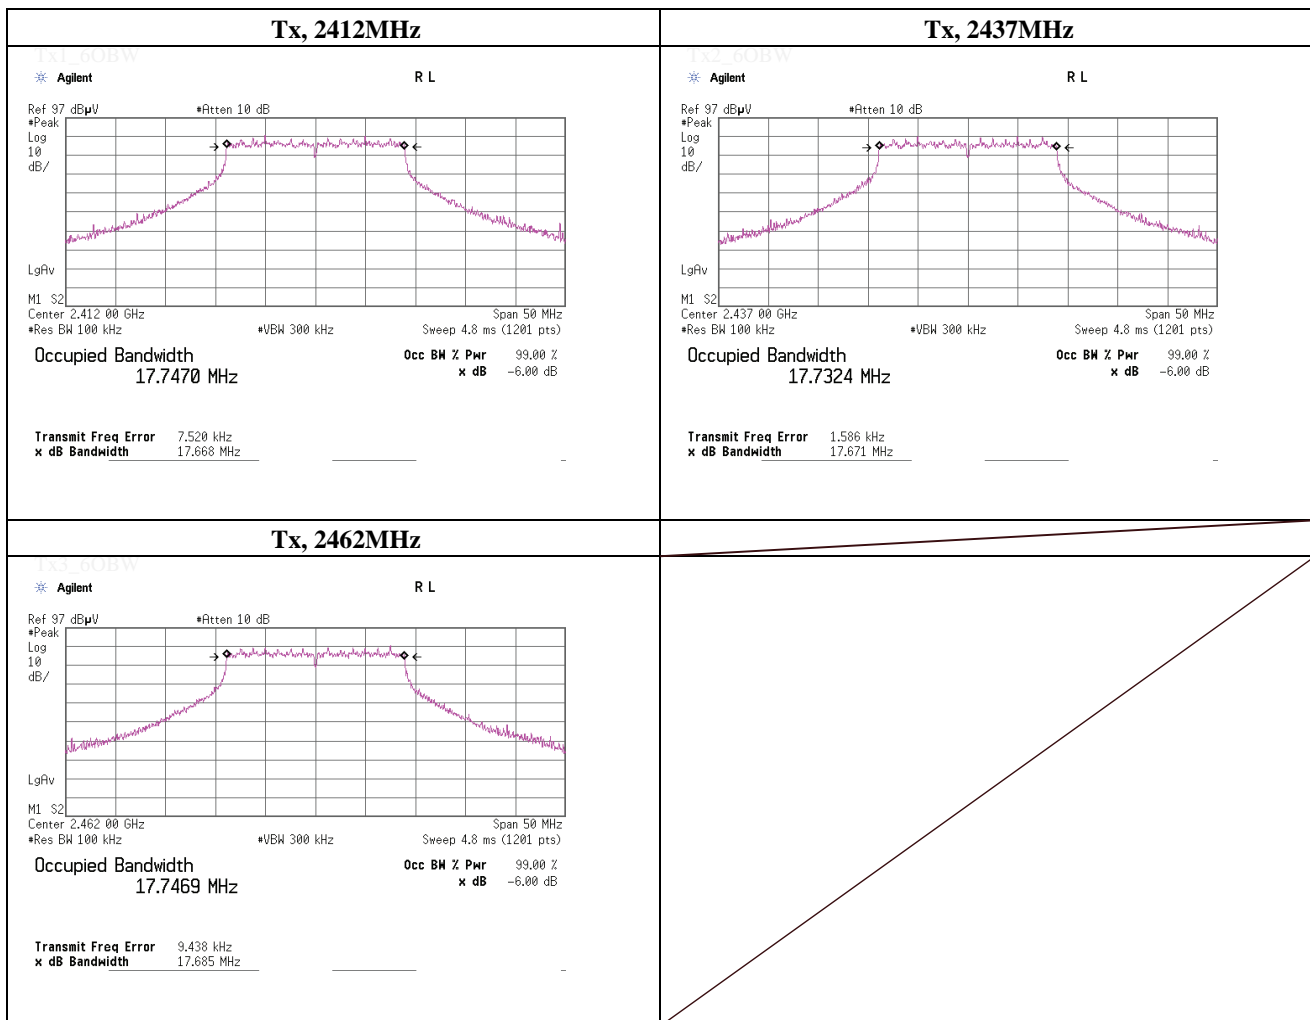 Tx, 2412MHz
Tx1_6OBW
Agilent R L
Ref 97 dBµV #Atten 10 dB
#Peak
Log
10
dB/
LgAv
M1 S2
Center 2.412 00 GHz Span 50 MHz
#Res BW 100 kHz #VBW 300 kHz Sweep 4.8 ms (1201 pts)
Occupied Bandwidth Occ BW % Pwr 99.00 %
17.7470 MHz x dB -6.00 dB
Transmit Freq Error 7.520 kHz
x dB Bandwidth 17.668 MHz
Tx, 2437MHz
Tx2_6OBW
Agilent R L
Ref 97 dBµV #Atten 10 dB
#Peak
Log
10
dB/
LgAv
M1 S2
Center 2.437 00 GHz Span 50 MHz
#Res BW 100 kHz #VBW 300 kHz Sweep 4.8 ms (1201 pts)
Occupied Bandwidth Occ BW % Pwr 99.00 %
17.7324 MHz x dB -6.00 dB
Transmit Freq Error 1.586 kHz
x dB Bandwidth 17.671 MHz
Tx, 2462MHz
Tx3_6OBW
Agilent R L
Ref 97 dBµV #Atten 10 dB
#Peak
Log
10
dB/
LgAv
M1 S2
Center 2.462 00 GHz Span 50 MHz
#Res BW 100 kHz #VBW 300 kHz Sweep 4.8 ms (1201 pts)
Occupied Bandwidth Occ BW % Pwr 99.00 %
17.7469 MHz x dB -6.00 dB
Transmit Freq Error 9.438 kHz
x dB Bandwidth 17.685 MHz